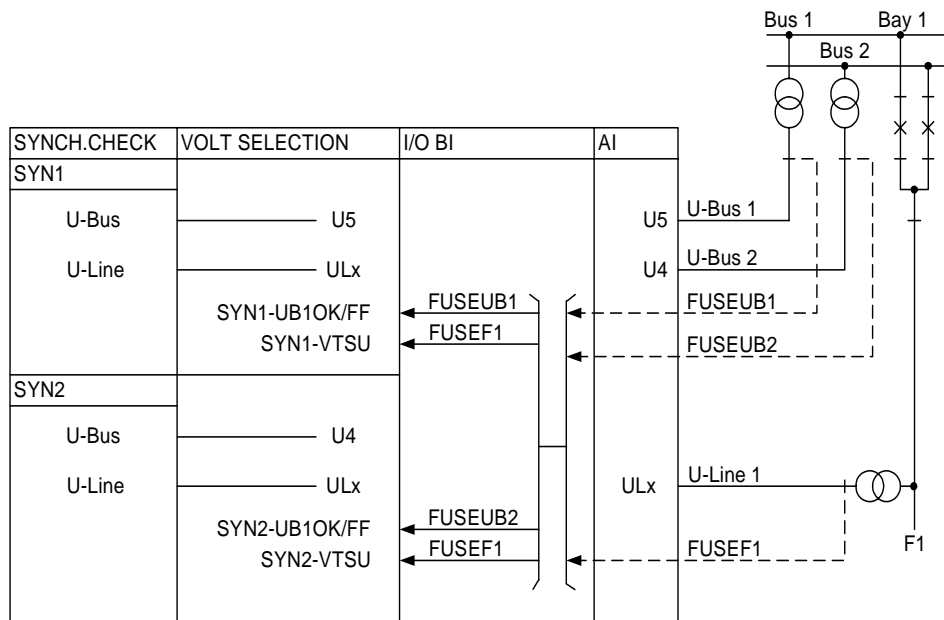 Bus 1 Bay 1
Bus 2
SYNCH.CHECK VOLT SELECTION I/O BI AI
SYN1
U-Bus U5 U5 U-Bus 1
U-Line ULx U4 U-Bus 2
SYN1-UB1OK/FF FUSEUB1 FUSEUB1
SYN1-VTSU FUSEF1 FUSEUB2
SYN2
U-Bus U4
U-Line ULx ULx U-Line 1
SYN2-UB1OK/FF FUSEUB2
SYN2-VTSU FUSEF1 FUSEF1 F1